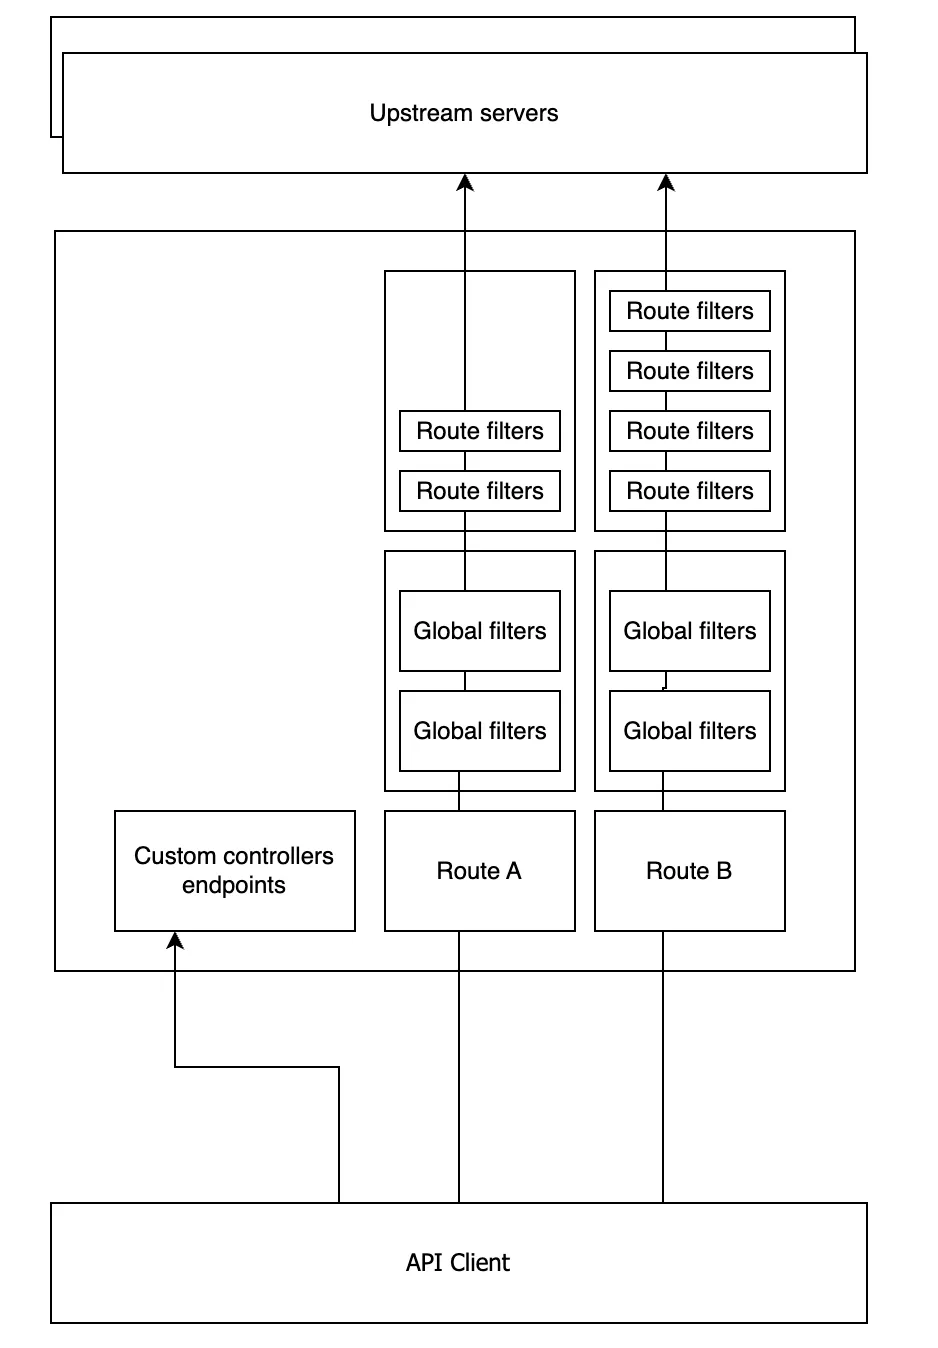 Upstream servers
Route filters
Route filters
Route filters
Route filters
Route filters
Route filters
Global filters
Global filters
Global filters
Global filters
Custom controllers
endpoints
Route A
Route B
API Client